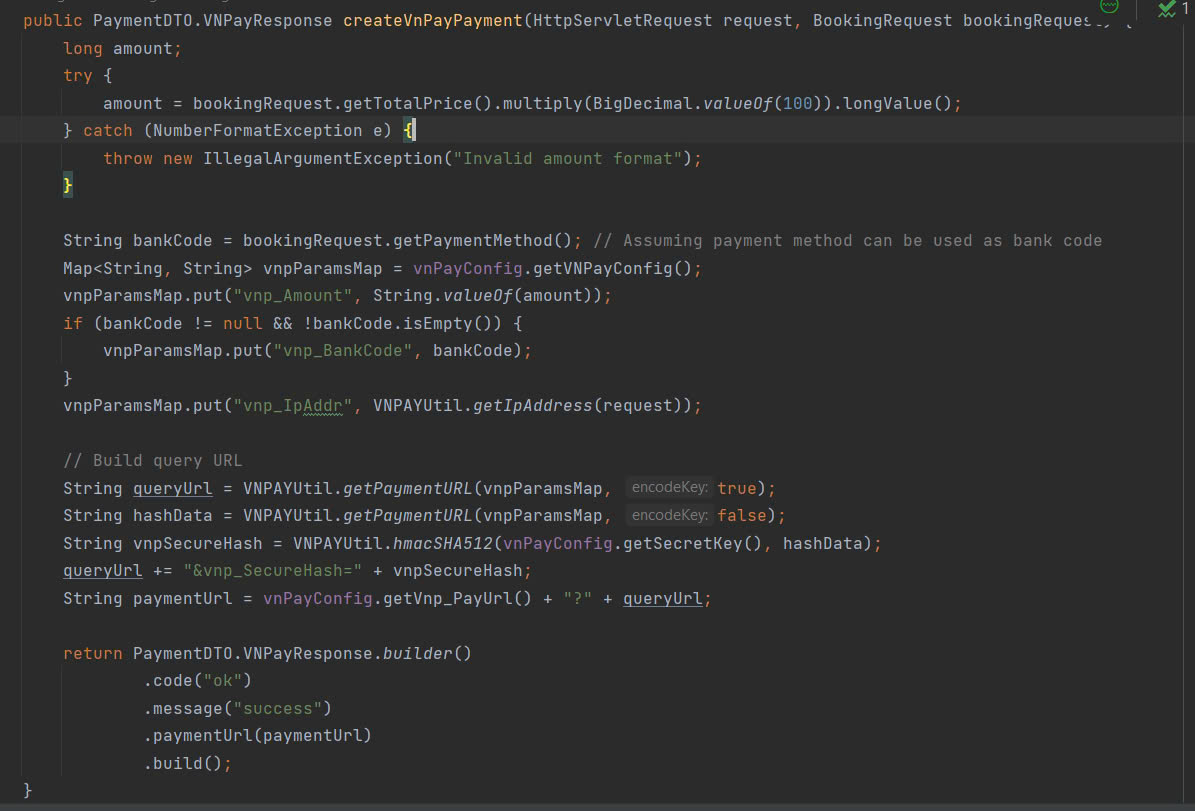 public PaymentDTO.VNPayResponse createVnPayPayment(HttpServletRequest request, BookingRequest
    long amount;
    try {
        amount = bookingRequest.getTotalPrice().multiply(BigDecimal.valueOf(100)).longValue();
    } catch (NumberFormatException e) {
        throw new IllegalArgumentException("Invalid amount format");
    }
    String bankCode = bookingRequest.getPaymentMethod(); // Assuming payment method can be used as bank code
    Map<String, String> vnpParamsMap = vnPayConfig.getVNPayConfig();
    vnpParamsMap.put("vnp_Amount", String.valueOf(amount));
    if (bankCode != null && !bankCode.isEmpty()) {
        vnpParamsMap.put("vnp_BankCode", bankCode);
    }
    vnpParamsMap.put("vnp_IpAddr", VNPAYUtil.getIpAddress(request));
    // Build query URL
    String queryUrl = VNPAYUtil.getPaymentURL(vnpParamsMap, encodeKey: true);
    String hashData = VNPAYUtil.getPaymentURL(vnpParamsMap, encodeKey: false);
    String vnpSecureHash = VNPAYUtil.hmacSHA512(vnPayConfig.getSecretKey(), hashData);
    queryUrl += "&vnp_SecureHash=" + vnpSecureHash;
    String paymentUrl = vnPayConfig.getVnp_PayUrl() + "?" + queryUrl;
    return PaymentDTO.VNPayResponse.builder()
            .code("ok")
            .message("success")
            .paymentUrl(paymentUrl)
            .build();
}
1